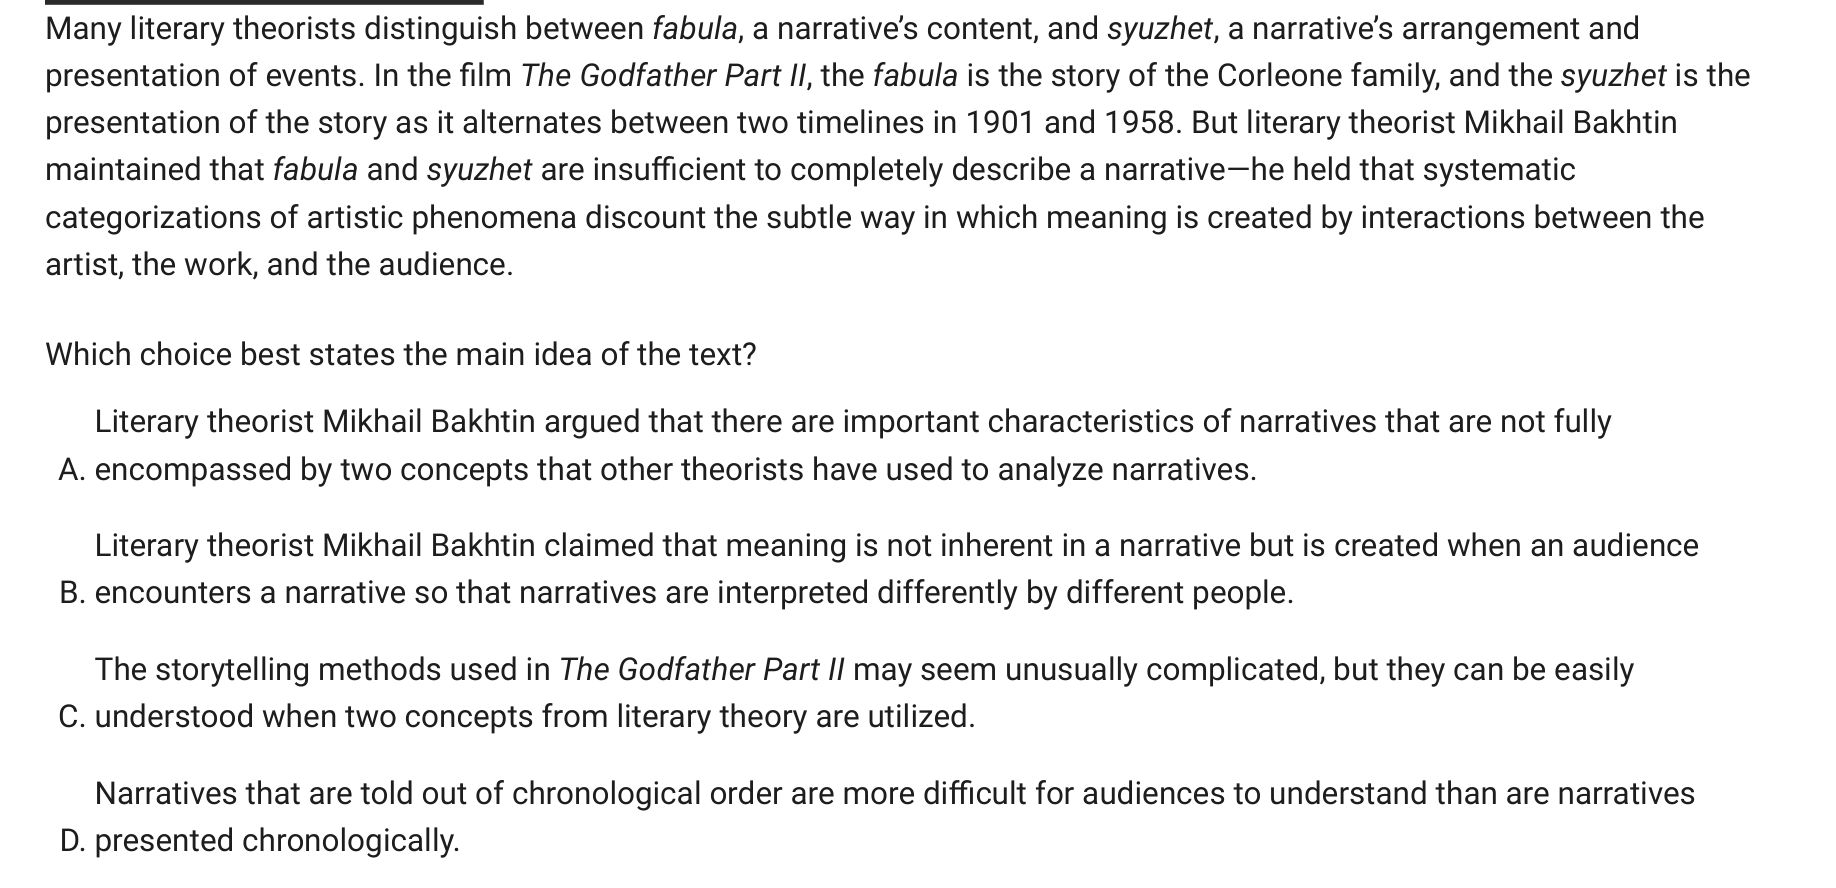 Many literary theorists distinguish between fabula, a narrative's content, and syuzhet, a narrative's arrangement and
presentation of events. In the film The Godfather Part II, the fabula is the story of the Corleone family, and the syuzhet is the
presentation of the story as it alternates between two timelines in 1901 and 1958. But literary theorist Mikhail Bakhtin
maintained that fabula and syuzhet are insufficient to completely describe a narrative—he held that systematic
categorizations of artistic phenomena discount the subtle way in which meaning is created by interactions between the
artist, the work, and the audience.
Which choice best states the main idea of the text?
Literary theorist Mikhail Bakhtin argued that there are important characteristics of narratives that are not fully
A. encompassed by two concepts that other theorists have used to analyze narratives.
Literary theorist Mikhail Bakhtin claimed that meaning is not inherent in a narrative but is created when an audience
B. encounters a narrative so that narratives are interpreted differently by different people.
The storytelling methods used in The Godfather Part II may seem unusually complicated, but they can be easily
C. understood when two concepts from literary theory are utilized.
Narratives that are told out of chronological order are more difficult for audiences to understand than are narratives
D. presented chronologically.